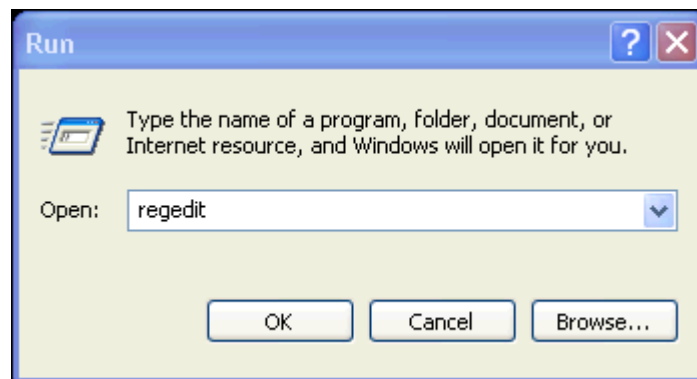 Run
Type the name of a program, folder, document, or
Internet resource, and Windows will open it for you.
Open: regedit
OK Cancel Browse...